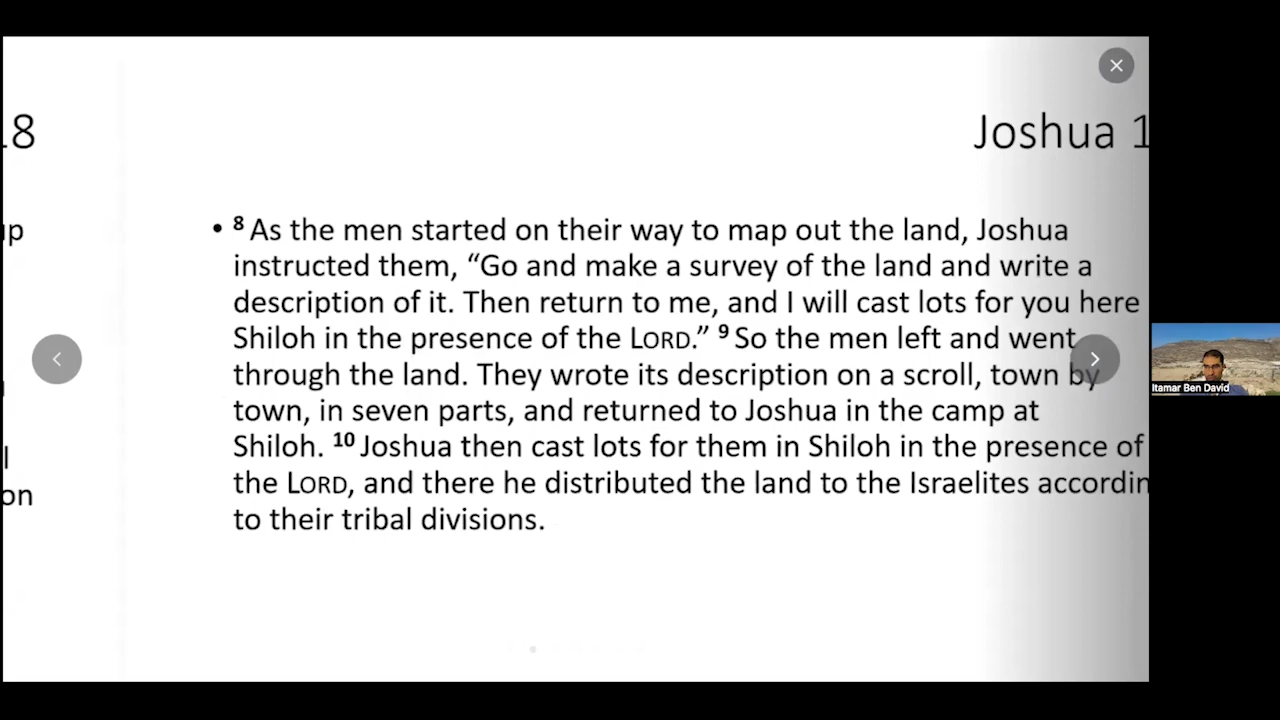 .8
Joshua 1
up
l
on
• ⁸ As the men started on their way to map out the land, Joshua
instructed them, “Go and make a survey of the land and write a
description of it. Then return to me, and I will cast lots for you here
Shiloh in the presence of the LORD.” ⁹ So the men left and went
through the land. They wrote its description on a scroll, town by
town, in seven parts, and returned to Joshua in the camp at
Shiloh. ¹⁰ Joshua then cast lots for them in Shiloh in the presence of
the LORD, and there he distributed the land to the Israelites accordin
to their tribal divisions.
Itamar Ben David